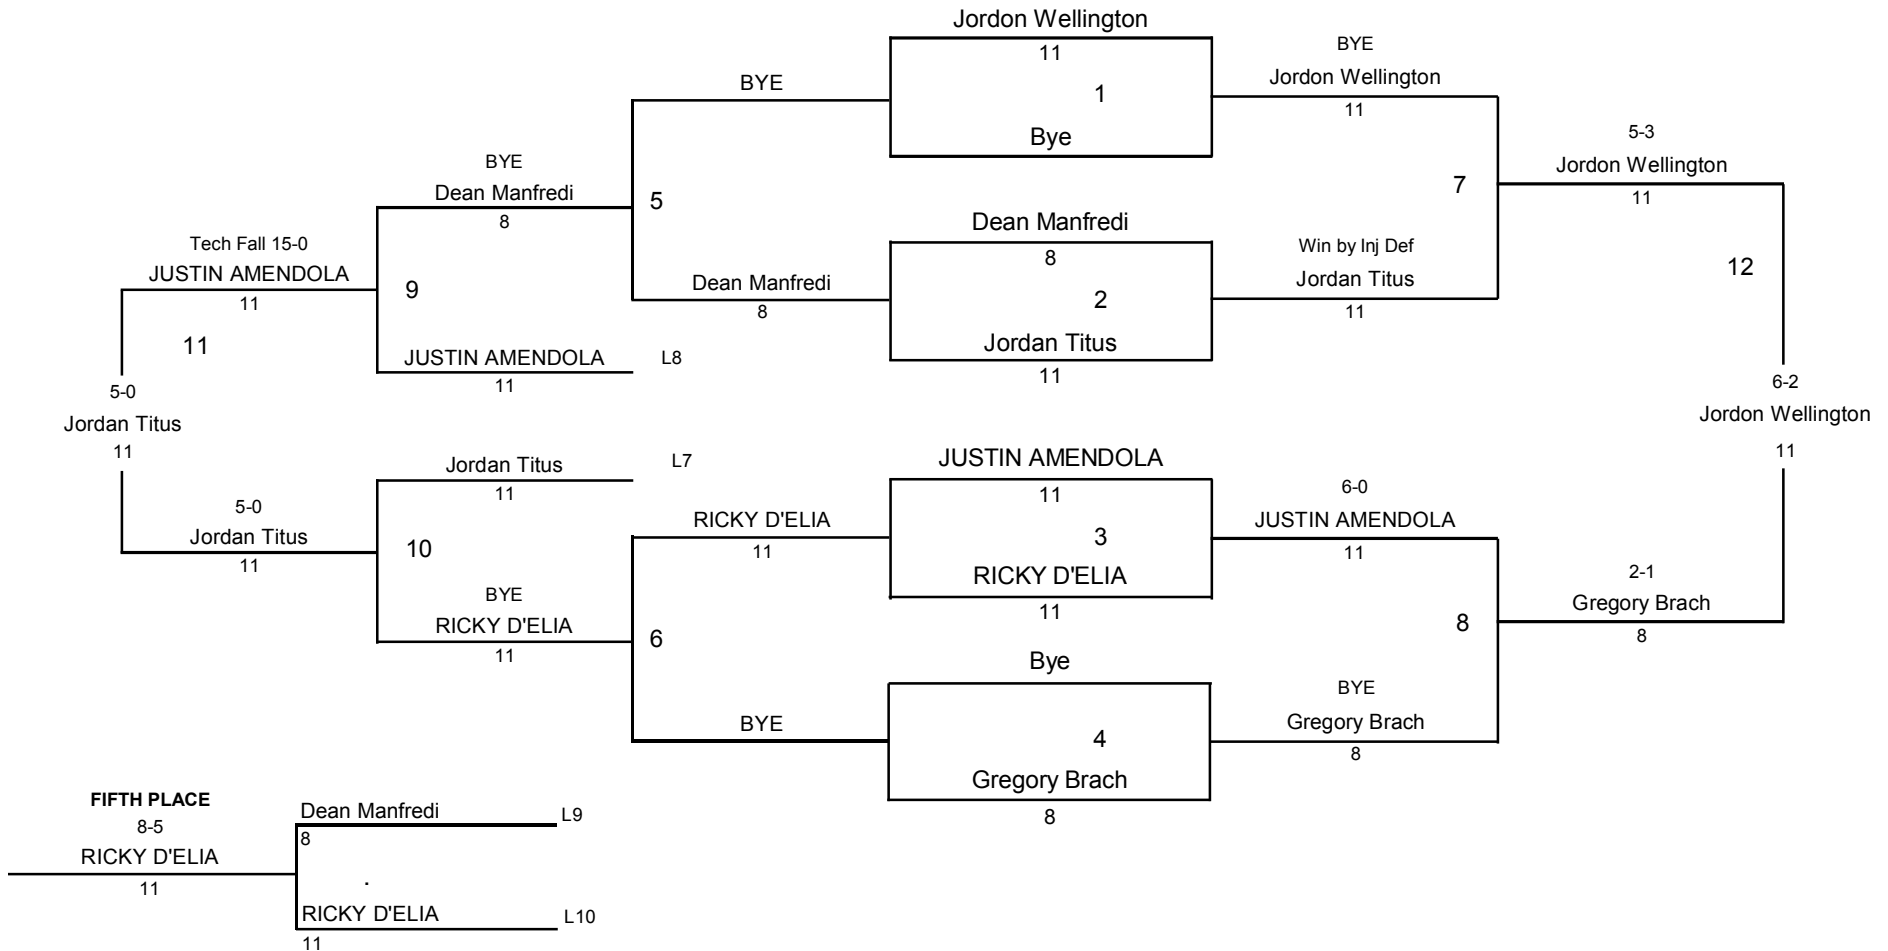 Jordon Wellington
11
1
Bye
BYE
Jordon Wellington
11
BYE
5-3
Jordon Wellington
11
7
BYE
Dean Manfredi
8
5
Dean Manfredi
8
2
Jordan Titus
11
Win by Inj Def
Jordan Titus
11
12
Dean Manfredi
8
Tech Fall 15-0
JUSTIN AMENDOLA
11
9
11
JUSTIN AMENDOLA
11
L8
5-0
Jordan Titus
11
6-2
Jordon Wellington
11
Jordan Titus
11
L7
JUSTIN AMENDOLA
11
3
RICKY D'ELIA
11
6-0
JUSTIN AMENDOLA
11
RICKY D'ELIA
11
5-0
Jordan Titus
11
10
BYE
RICKY D'ELIA
11
6
2-1
Gregory Brach
8
8
Bye
4
Gregory Brach
8
BYE
Gregory Brach
8
BYE
FIFTH PLACE
8-5
RICKY D'ELIA
11
Dean Manfredi
8
L9
.
RICKY D'ELIA
11
L10